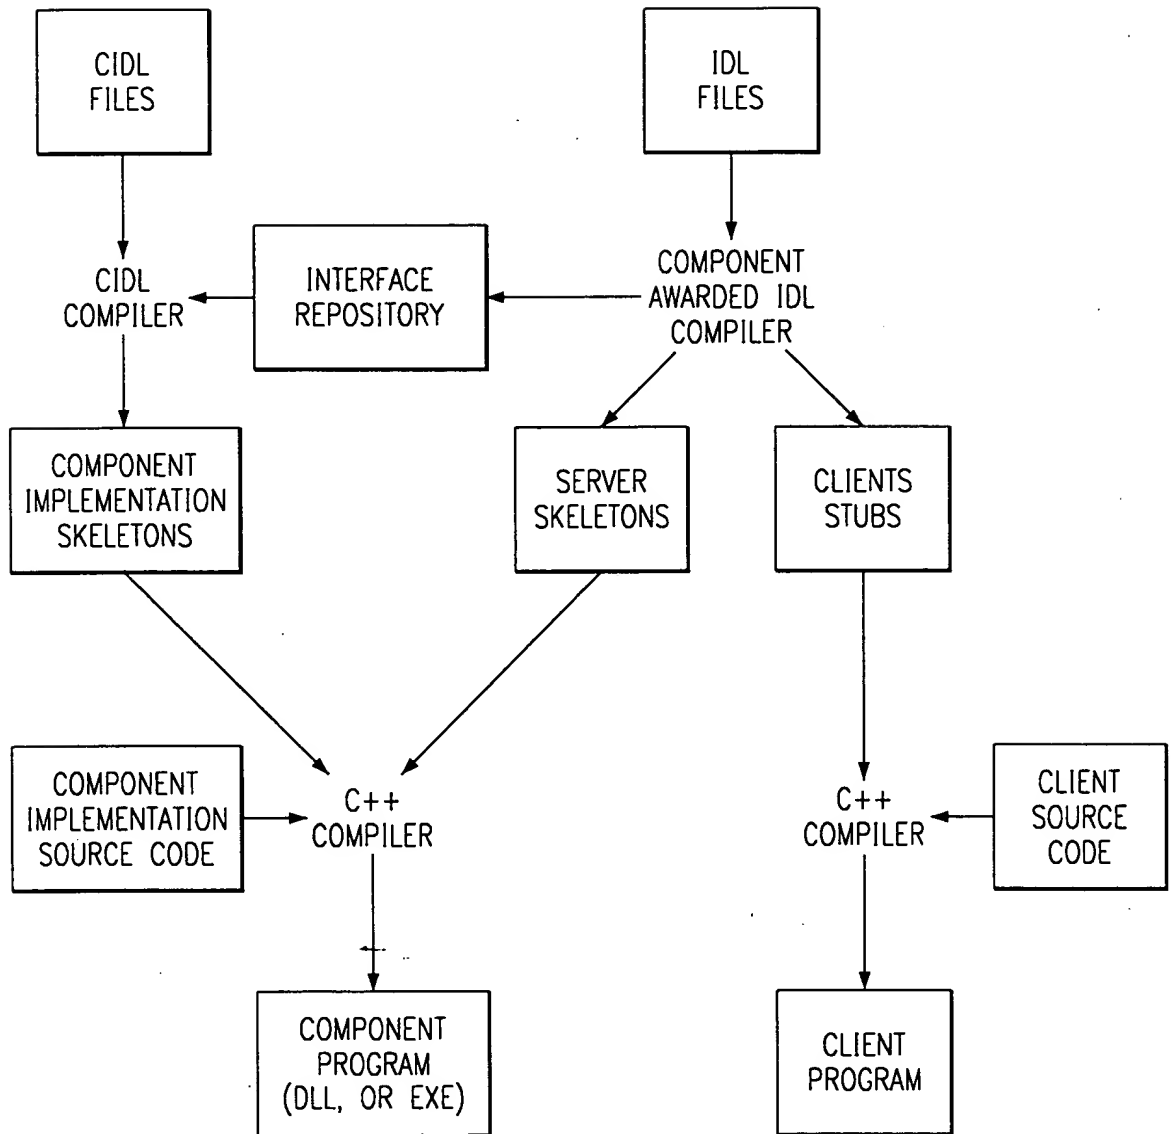 CIDL
FILES
IDL
FILES
CIDL
COMPILER
INTERFACE
REPOSITORY
COMPONENT
AWARDED IDL
COMPILER
COMPONENT
IMPLEMENTATION
SKELETONS
SERVER
SKELETONS
CLIENTS
STUBS
COMPONENT
IMPLEMENTATION
SOURCE CODE
C++
COMPILER
C++
COMPILER
CLIENT
SOURCE
CODE
COMPONENT
PROGRAM
(DLL, OR EXE)
CLIENT
PROGRAM